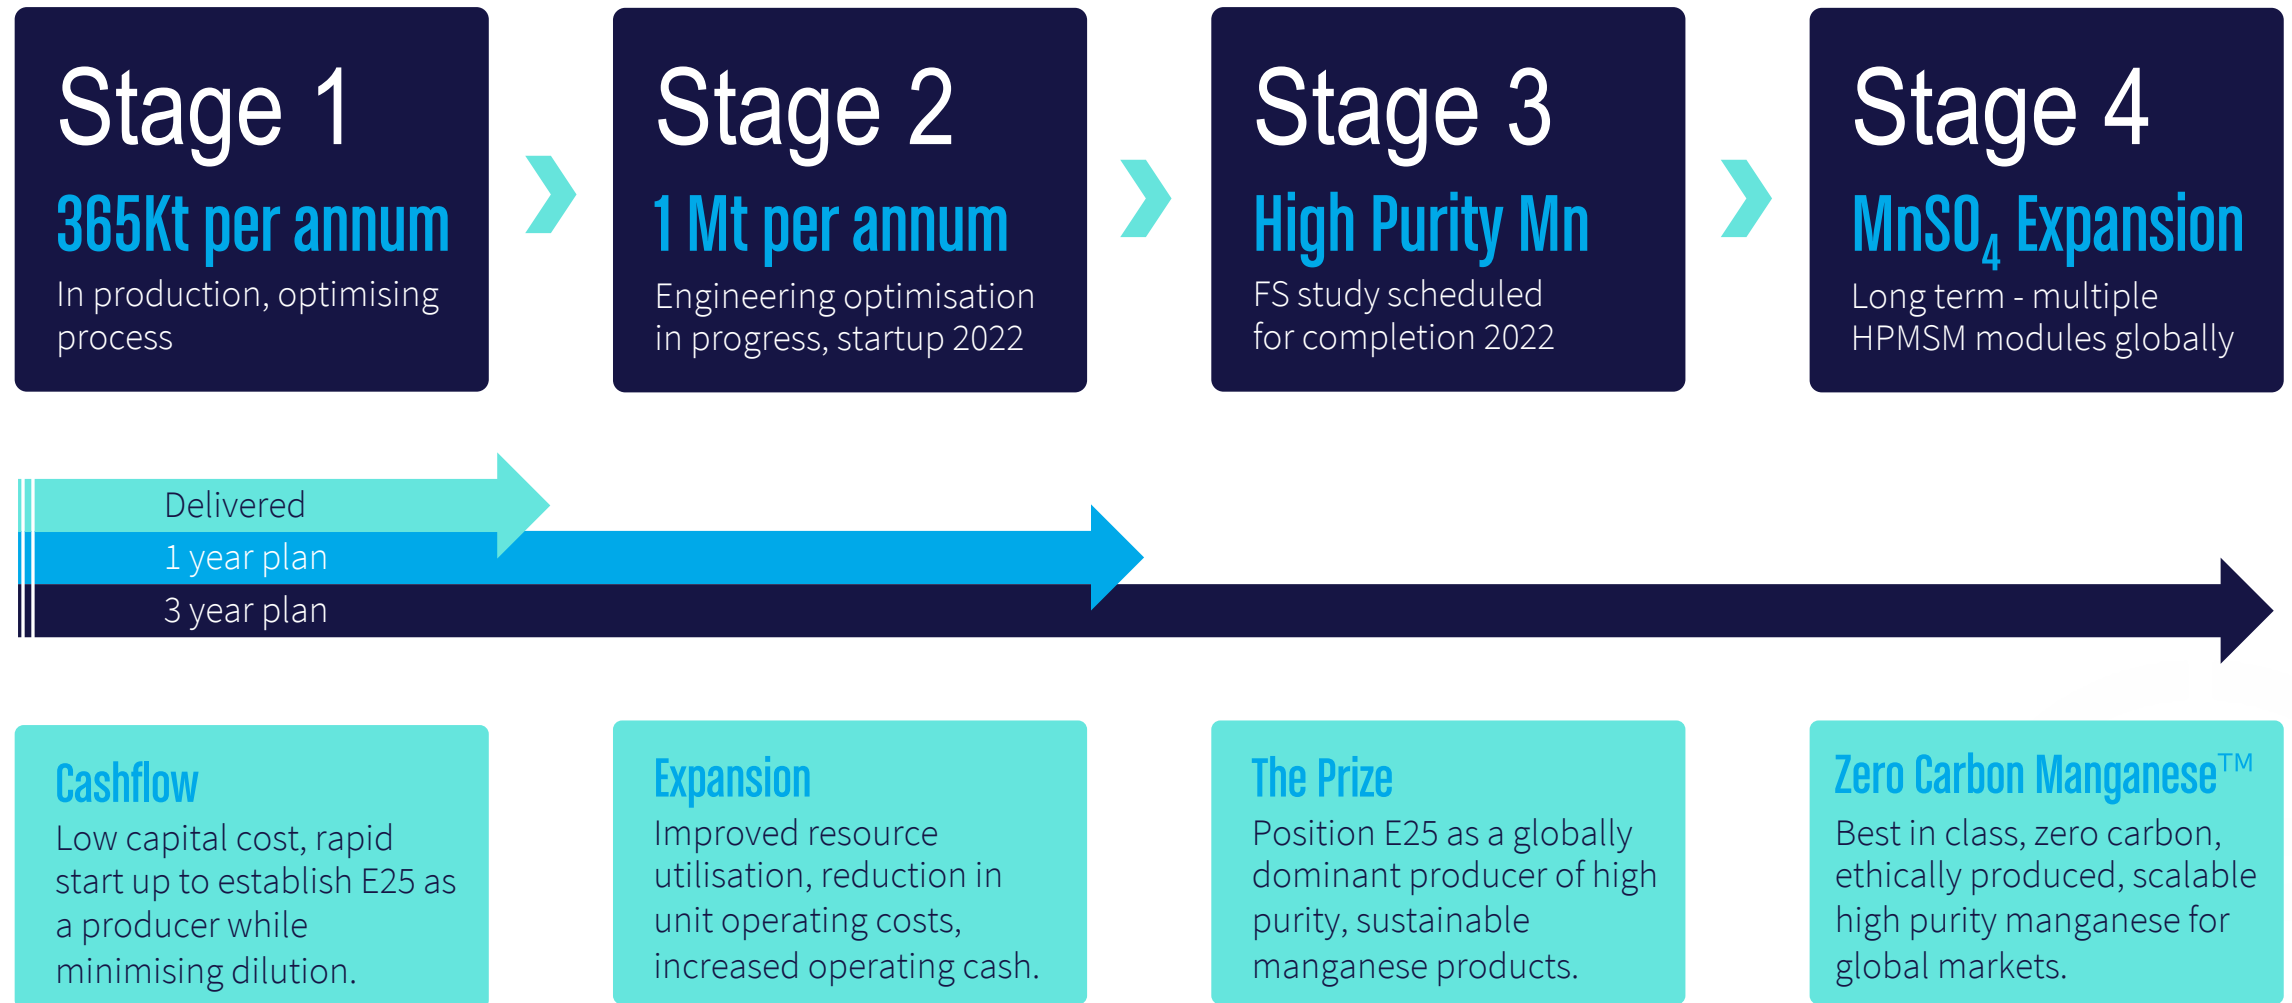 Stage 1
365Kt per annum
In production, optimising
process
Stage 2
1 Mt per annum
Engineering optimisation
in progress, startup 2022
Stage 3
High Purity Mn
FS study scheduled
for completion 2022
Stage 4
MnSO₄ Expansion
Long term - multiple
HPMSM modules globally
Delivered
1 year plan
3 year plan
Cashflow
Low capital cost, rapid
start up to establish E25 as
a producer while
minimising dilution.
Expansion
Improved resource
utilisation, reduction in
unit operating costs,
increased operating cash.
The Prize
Position E25 as a globally
dominant producer of high
purity, sustainable
manganese products.
Zero Carbon Manganese™
Best in class, zero carbon,
ethically produced, scalable
high purity manganese for
global markets.